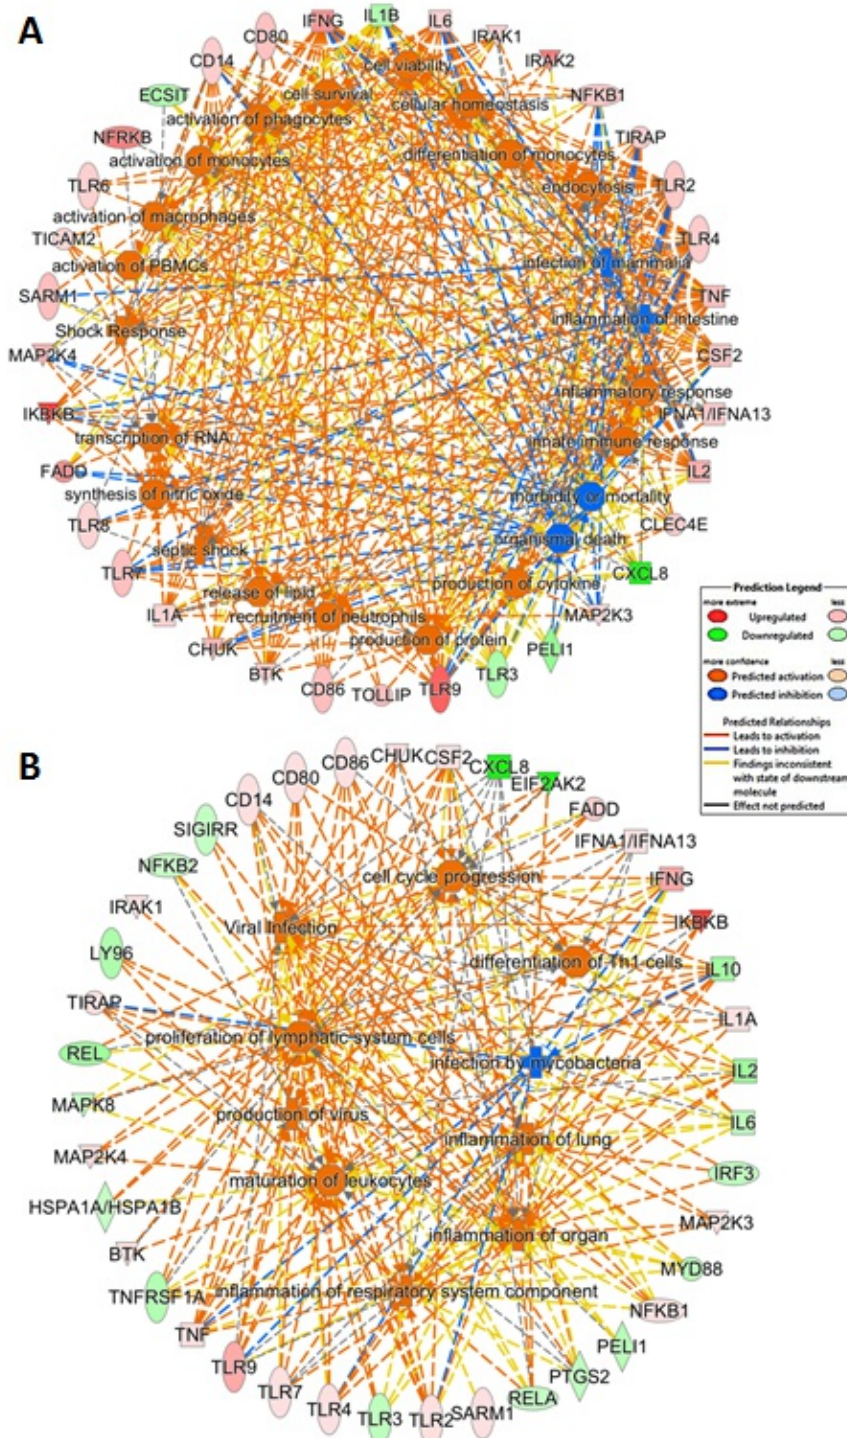 A
IFNG
IL1B
IL6
IRAK1
CD80
IRAK2
CD14
cell viability
ECSIT
cell survival
cellular homeostasis
NFKB1
activation of phagocytes
NFRKB
activation of monocytes
differentiation of monocytes
TIRAP
TLR6
endocytosis
TLR2
activation of macrophages
TICAM2
TLR4
activation of PBMCs
infection of mammalia
SARM1
TNF
Shock Response
inflammation of intestine
MAP2K4
CSF2
inflammatory response
IKBKB
IFNA1/IFNA13
transcription of RNA
innate immune response
FADD
IL2
synthesis of nitric oxide
morbidity or mortality
TLR8
CLEC4E
septic shock
organismal death
TLR7
CXCL8
release of lipid
production of cytokine
IL1A
recruitment of neutrophils
MAP2K3
production of protein
CHUK
PELI1
BTK
CD86
TOLLIP
TLR9
TLR3
Prediction Legend
more extreme
less
Upregulated
Downregulated
more confidence
less
Predicted activation
Predicted inhibition
Predicted Relationships
Leads to activation
Leads to inhibition
Findings inconsistent
with state of downstream
molecule
Effect not predicted
B
CHUK
CSF2
CXCL8
CD86
EIF2AK2
CD80
FADD
CD14
SIGIRR
IFNA1/IFNA13
NFKB2
cell cycle progression
IFNG
IRAK1
Viral Infection
IKBKB
LY96
differentiation of Th1 cells
IL10
TIRAP
IL1A
proliferation of lymphatic system cells
REL
infection by mycobacteria
IL2
MAPK8
production of virus
IL6
inflammation of lung
MAP2K4
IRF3
maturation of leukocytes
HSPA1A/HSPA1B
MAP2K3
inflammation of organ
BTK
MYD88
TNFRSF1A
inflammation of respiratory system component
NFKB1
TNF
PELI1
TLR9
PTGS2
TLR7
RELA
TLR4
TLR3
TLR2
SARM1